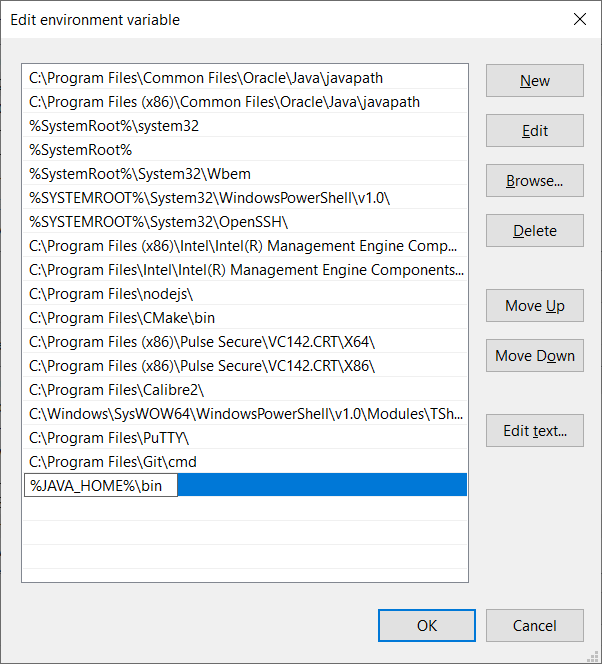 Edit environment variable
C:\Program Files\Common Files\Oracle\Java\javapath
C:\Program Files (x86)\Common Files\Oracle\Java\javapath
%SystemRoot%\system32
%SystemRoot%
%SystemRoot%\System32\Wbem
%SYSTEMROOT%\System32\WindowsPowerShell\v1.0\
%SYSTEMROOT%\System32\OpenSSH\
C:\Program Files (x86)\Intel\Intel(R) Management Engine Comp...
C:\Program Files\Intel\Intel(R) Management Engine Components...
C:\Program Files\nodejs\
C:\Program Files\CMake\bin
C:\Program Files (x86)\Pulse Secure\VC142.CRT\X64\
C:\Program Files (x86)\Pulse Secure\VC142.CRT\X86\
C:\Program Files\Calibre2\
C:\Windows\SysWOW64\WindowsPowerShell\v1.0\Modules\TSh...
C:\Program Files\PuTTY\
C:\Program Files\Git\cmd
%JAVA_HOME%\bin
New
Edit
Browse...
Delete
Move Up
Move Down
Edit text...
OK
Cancel